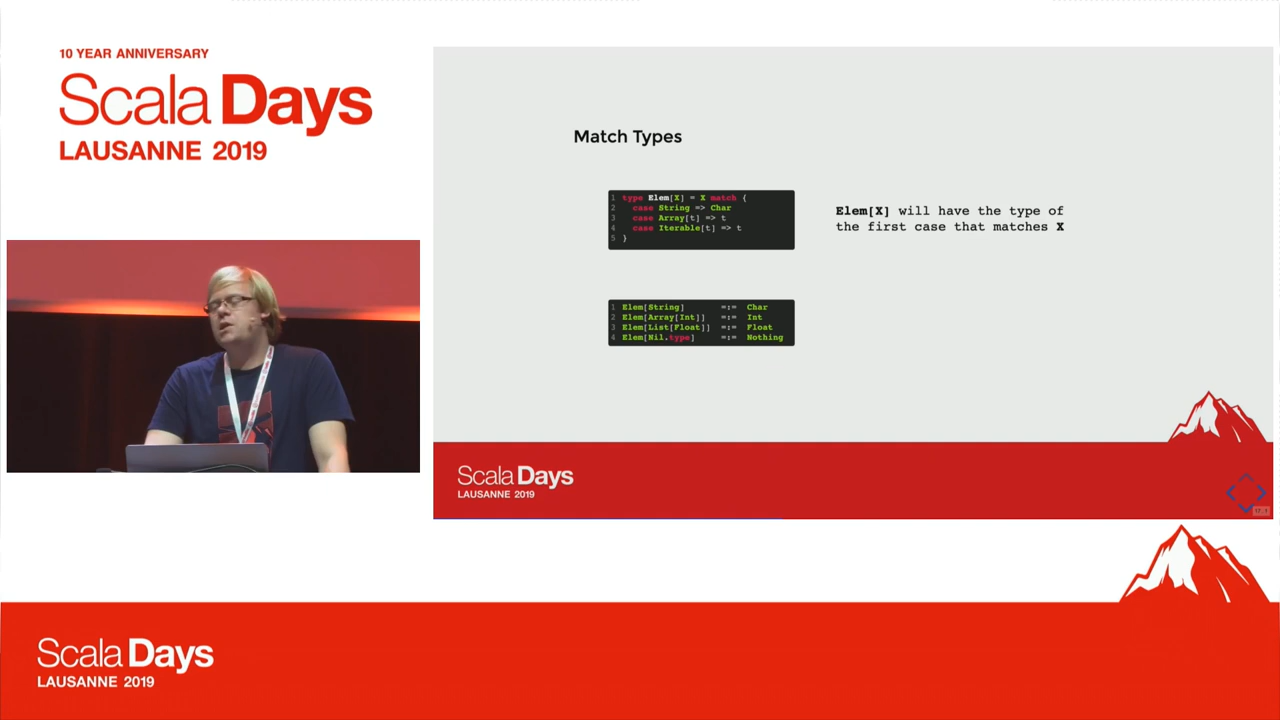 10 YEAR ANNIVERSARY
Scala Days
LAUSANNE 2019
Match Types
1 type Elem[X] = X match {
2 case String => Char
3 case Array[t] => t
4 case Iterable[t] => t
5 }
Elem[X] will have the type of
the first case that matches X
1 Elem[String] =:= Char
2 Elem[Array[Int]] =:= Int
3 Elem[List[Float]] =:= Float
4 Elem[Nil.type] =:= Nothing
Scala Days
LAUSANNE 2019
Scala Days
LAUSANNE 2019